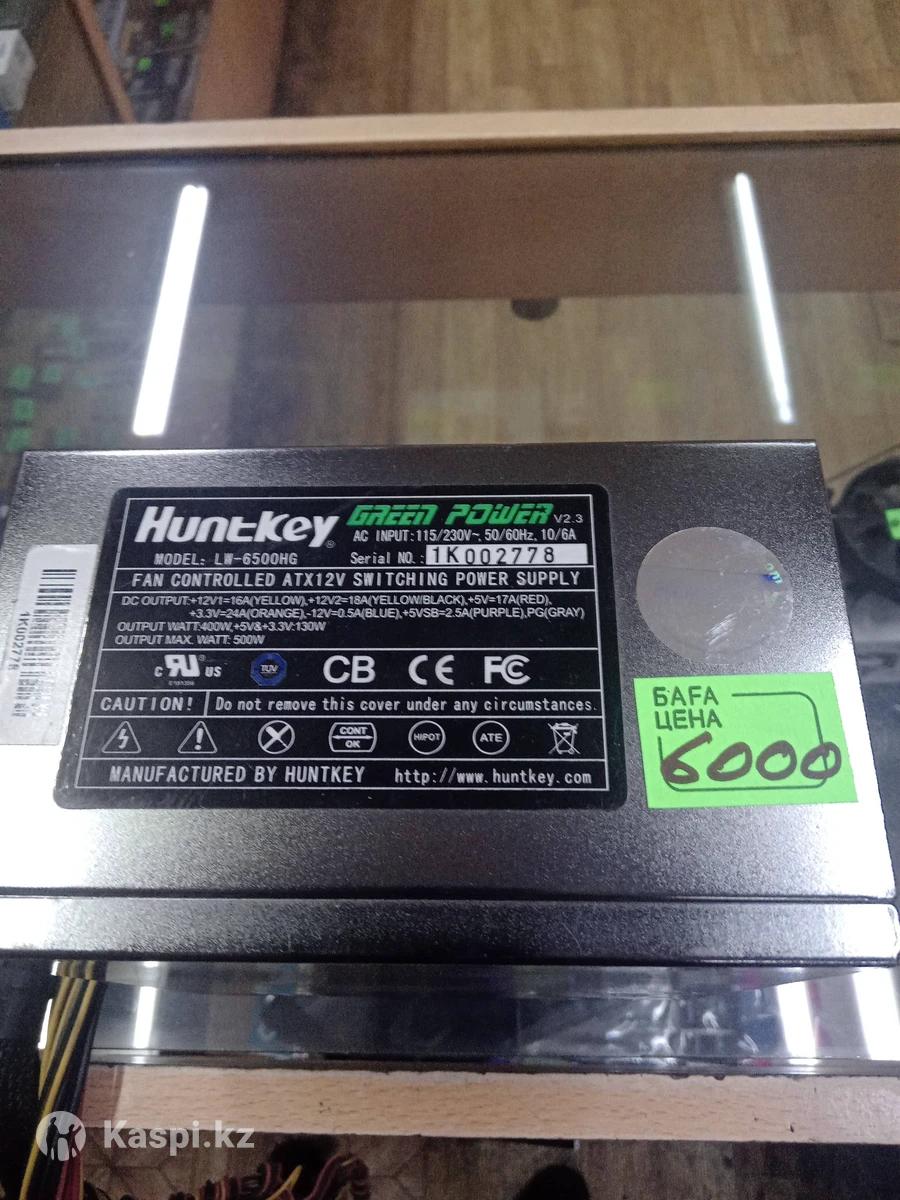 Huntkey® GREEN POWER V2.3
AC INPUT:115/230V~, 50/60Hz, 10/6A
MODEL: LW-6500HG Serial NO.: 1K002778
FAN CONTROLLED ATX12V SWITCHING POWER SUPPLY
DC OUTPUT:+12V1=16A(YELLOW),+12V2=18A(YELLOW/BLACK),+5V=17A(RED),
+3.3V=24A(ORANGE),-12V=0.5A(BLUE),+5VSB=2.5A(PURPLE),PG(GRAY)
OUTPUT WATT:400W,+5V&+3.3V:130W
OUTPUT MAX. WATT: 500W
c RU® US TUV CB CE FC
CAUTION! Do not remove this cover under any circumstances.
CONT OK HIPOT ATE
MANUFACTURED BY HUNTKEY http://www.huntkey.com
1K002778
БАҒА
ЦЕНА
6000
Kaspi.kz